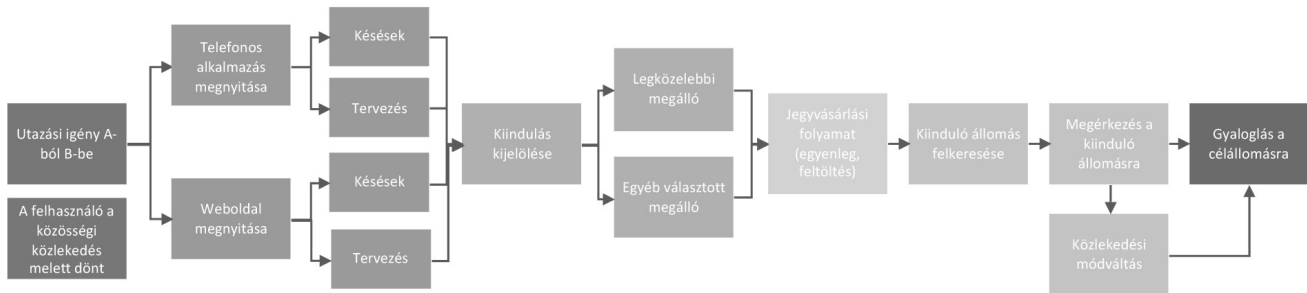 Utazási igény A-
ból B-be
A felhasználó a
közösségi
közlekedés
melett dönt
Telefonos
alkalmazás
megnyitása
Weboldal
megnyitása
Késések
Tervezés
Késések
Tervezés
Kiindulás
kijelölése
Legközelebbi
megálló
Egyéb választott
megálló
Jegyvásárlási
folyamat
(egyenleg,
feltöltés)
Kiinduló állomás
felkeresése
Megérkezés a
kiinduló
állomásra
Közlekedési
módváltás
Gyaloglás a
célállomásra